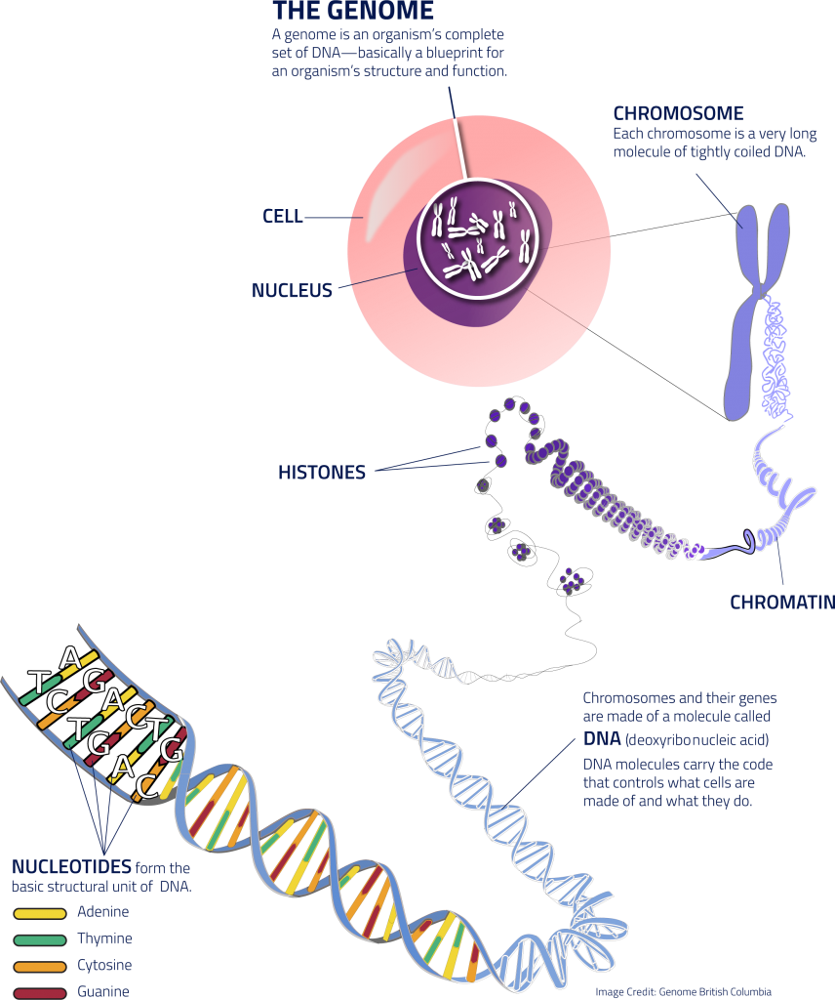 THE GENOME
A genome is an organism's complete
set of DNA—basically a blueprint for
an organism's structure and function.
CHROMOSOME
Each chromosome is a very long
molecule of tightly coiled DNA.
CELL
NUCLEUS
HISTONES
CHROMATIN
A
T
G
C
A
C
T
T
G
G
A
C
Chromosomes and their genes
are made of a molecule called
DNA (deoxyribonucleic acid)
DNA molecules carry the code
that controls what cells are
made of and what they do.
NUCLEOTIDES form the
basic structural unit of DNA.
Adenine
Thymine
Cytosine
Guanine
Image Credit: Genome British Columbia